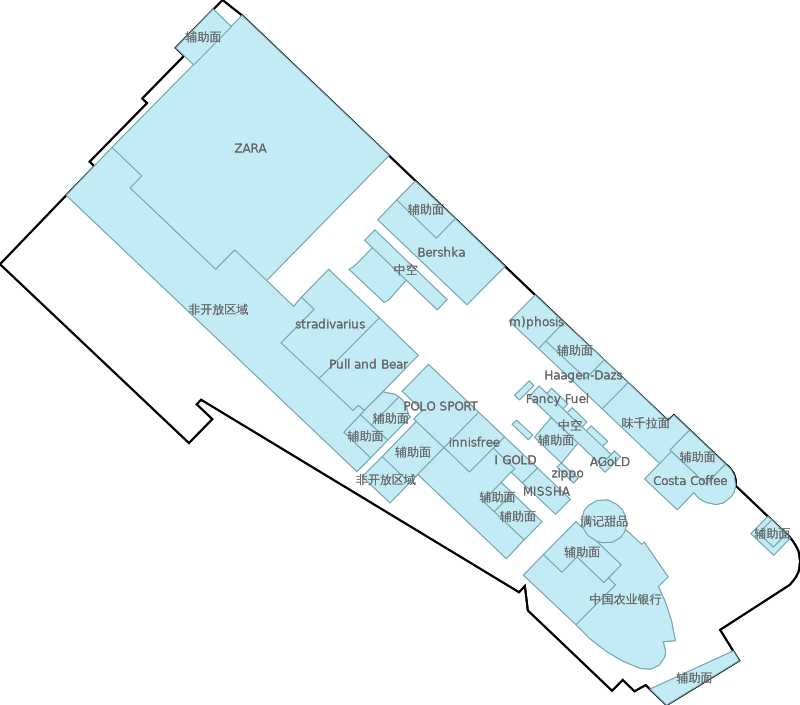 辅助面
ZARA
辅助面
Bershka
中空
非开放区域
stradivarius
m)phosis
辅助面
Pull and Bear
Haagen-Dazs
Fancy Fuel
POLO SPORT
辅助面
味千拉面
中空
辅助面
辅助面
innisfree
辅助面
辅助面
I GOLD
AGoLD
zippo
非开放区域
Costa Coffee
MISSHA
辅助面
辅助面
满记甜品
辅助面
辅助面
中国农业银行
辅助面